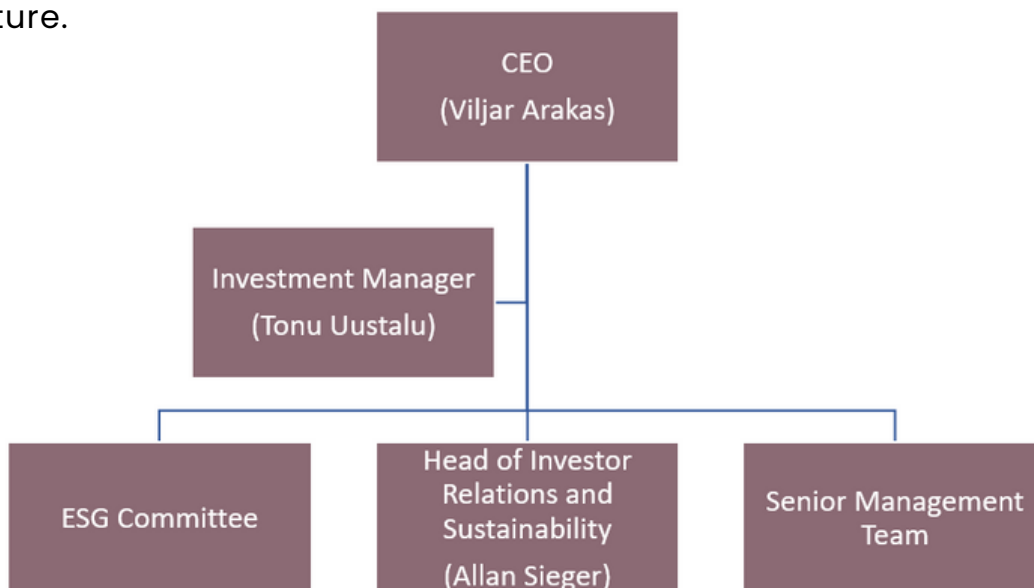 ture.
CEO
(Viljar Arakas)
Investment Manager
(Tonu Uustalu)
ESG Committee
Head of Investor
Relations and
Sustainability
(Allan Sieger)
Senior Management
Team